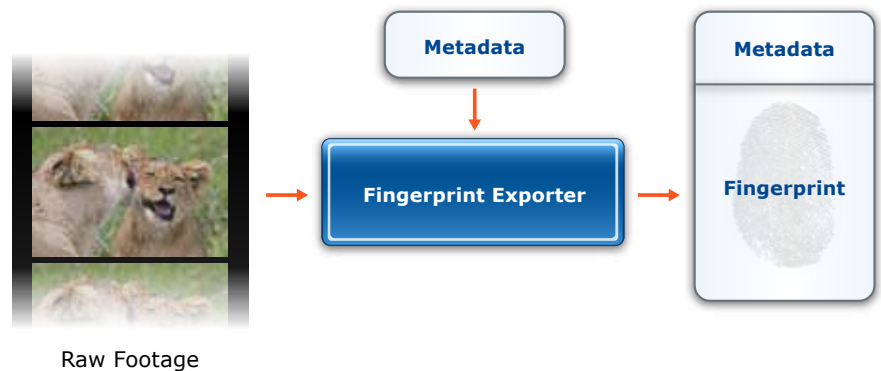 Metadata
Metadata
Fingerprint Exporter
Fingerprint
Raw Footage